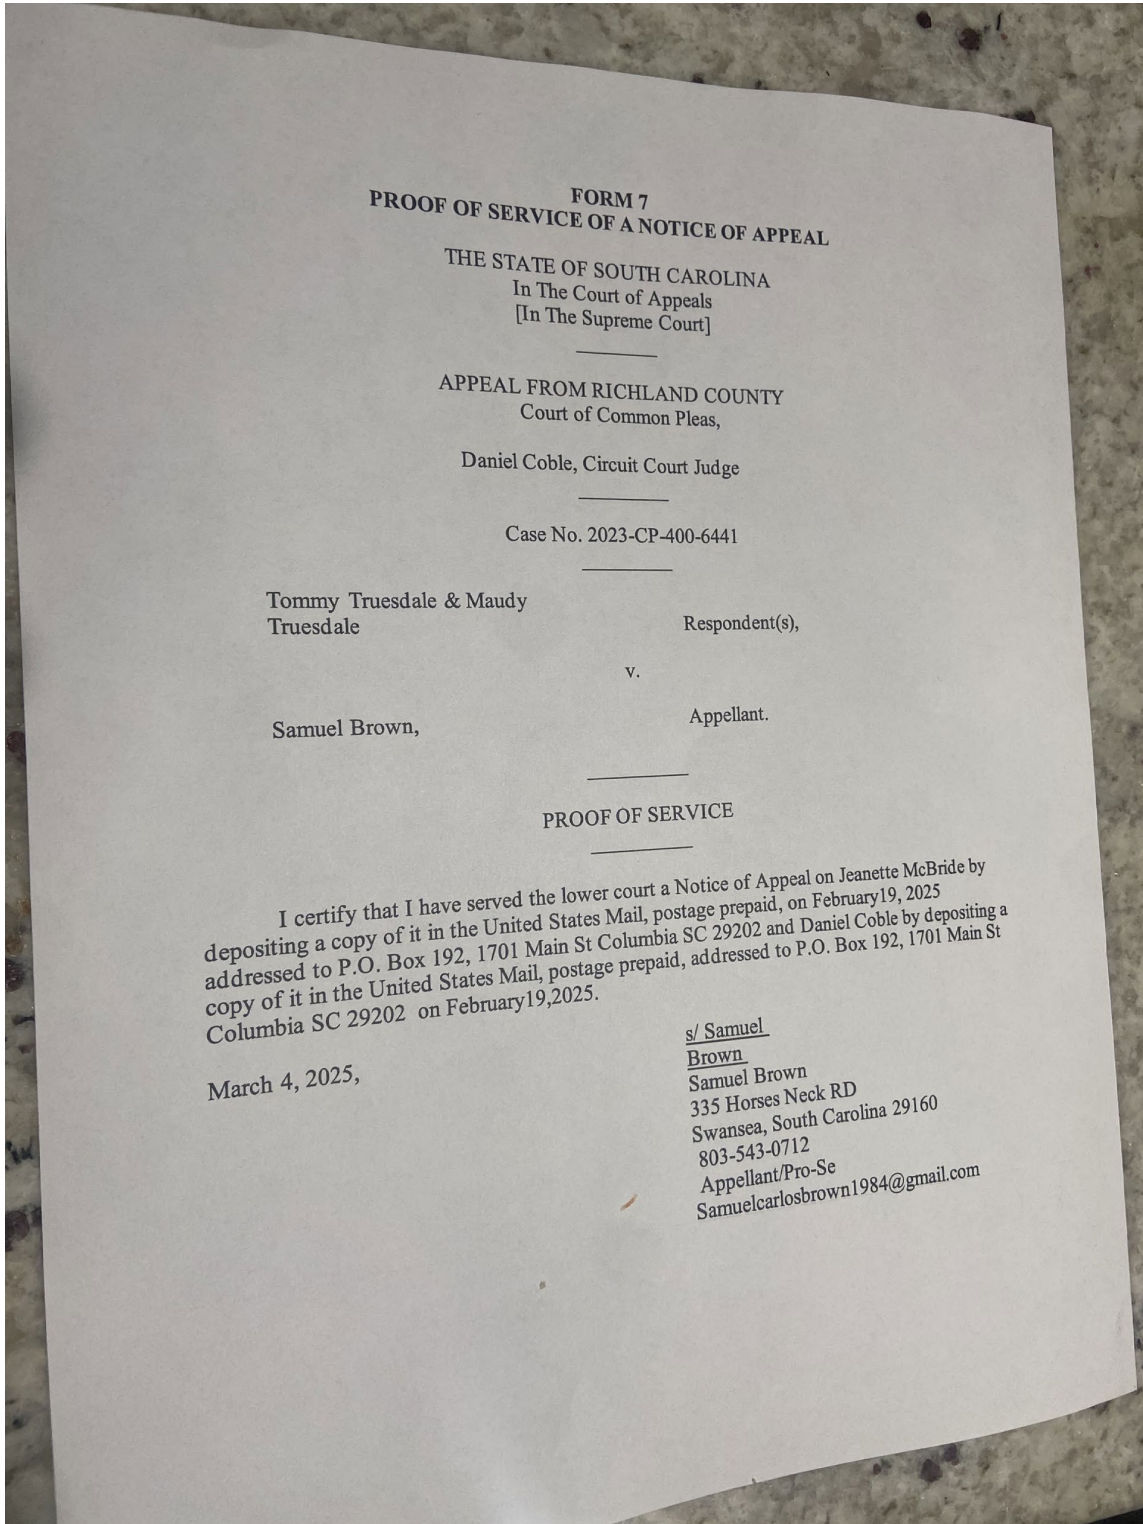 FORM 7
PROOF OF SERVICE OF A NOTICE OF APPEAL
THE STATE OF SOUTH CAROLINA
In The Court of Appeals
[In The Supreme Court]
APPEAL FROM RICHLAND COUNTY
Court of Common Pleas,
Daniel Coble, Circuit Court Judge
Case No. 2023-CP-400-6441
Tommy Truesdale & Maudy
Truesdale
Respondent(s),
v.
Samuel Brown,
Appellant.
PROOF OF SERVICE
I certify that I have served the lower court a Notice of Appeal on Jeanette McBride by
depositing a copy of it in the United States Mail, postage prepaid, on February19, 2025
addressed to P.O. Box 192, 1701 Main St Columbia SC 29202 and Daniel Coble by depositing a
copy of it in the United States Mail, postage prepaid, addressed to P.O. Box 192, 1701 Main St
Columbia SC 29202 on February19,2025.
March 4, 2025,
s/ Samuel
Brown
Samuel Brown
335 Horses Neck RD
Swansea, South Carolina 29160
803-543-0712
Appellant/Pro-Se
Samuelcarlosbrown1984@gmail.com